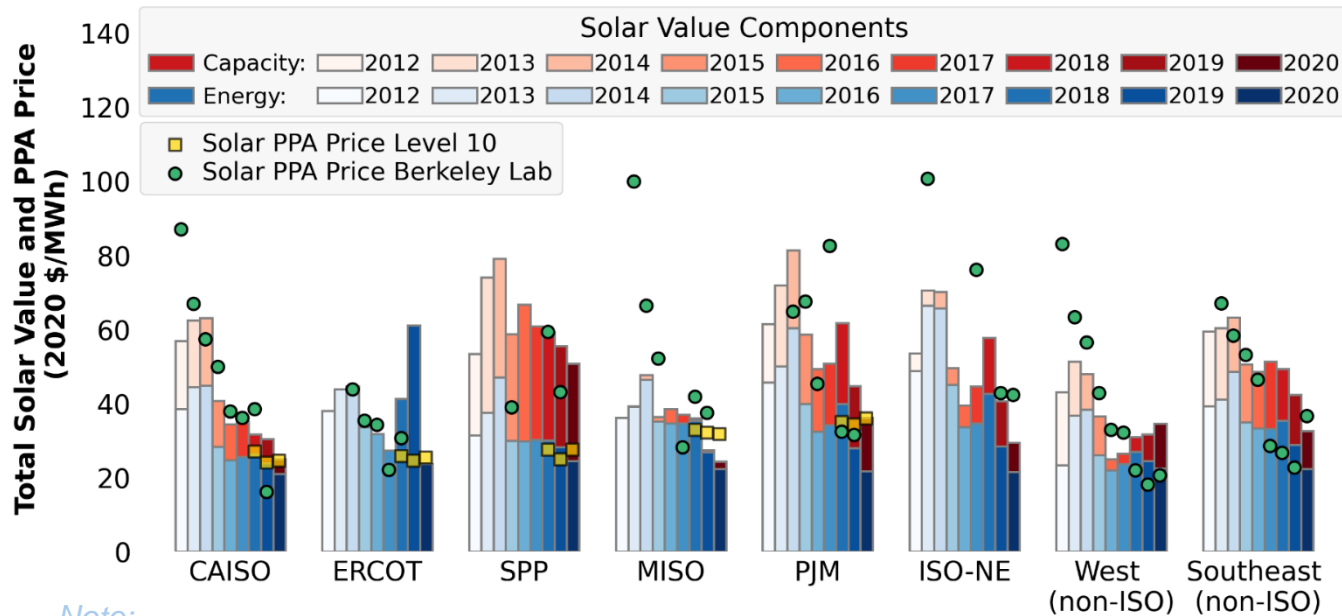 Total Solar Value and PPA Price
(2020 $/MWh)
140
120
100
80
60
40
20
0
Solar Value Components
Capacity: 2012 2013 2014 2015 2016 2017 2018 2019 2020
Energy: 2012 2013 2014 2015 2016 2017 2018 2019 2020
Solar PPA Price Level 10
Solar PPA Price Berkeley Lab
CAISO ERCOT SPP MISO PJM ISO-NE West Southeast
(non-ISO) (non-ISO)
Note: